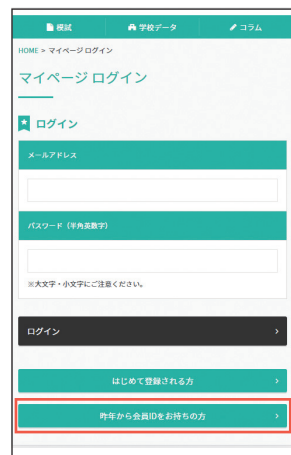 模試
学校データ
コラム
HOME > マイページログイン
マイページ ログイン
ログイン
メールアドレス
パスワード（半角英数字）
※大文字・小文字にご注意ください。
ログイン
はじめて登録される方
昨年から会員IDをお持ちの方